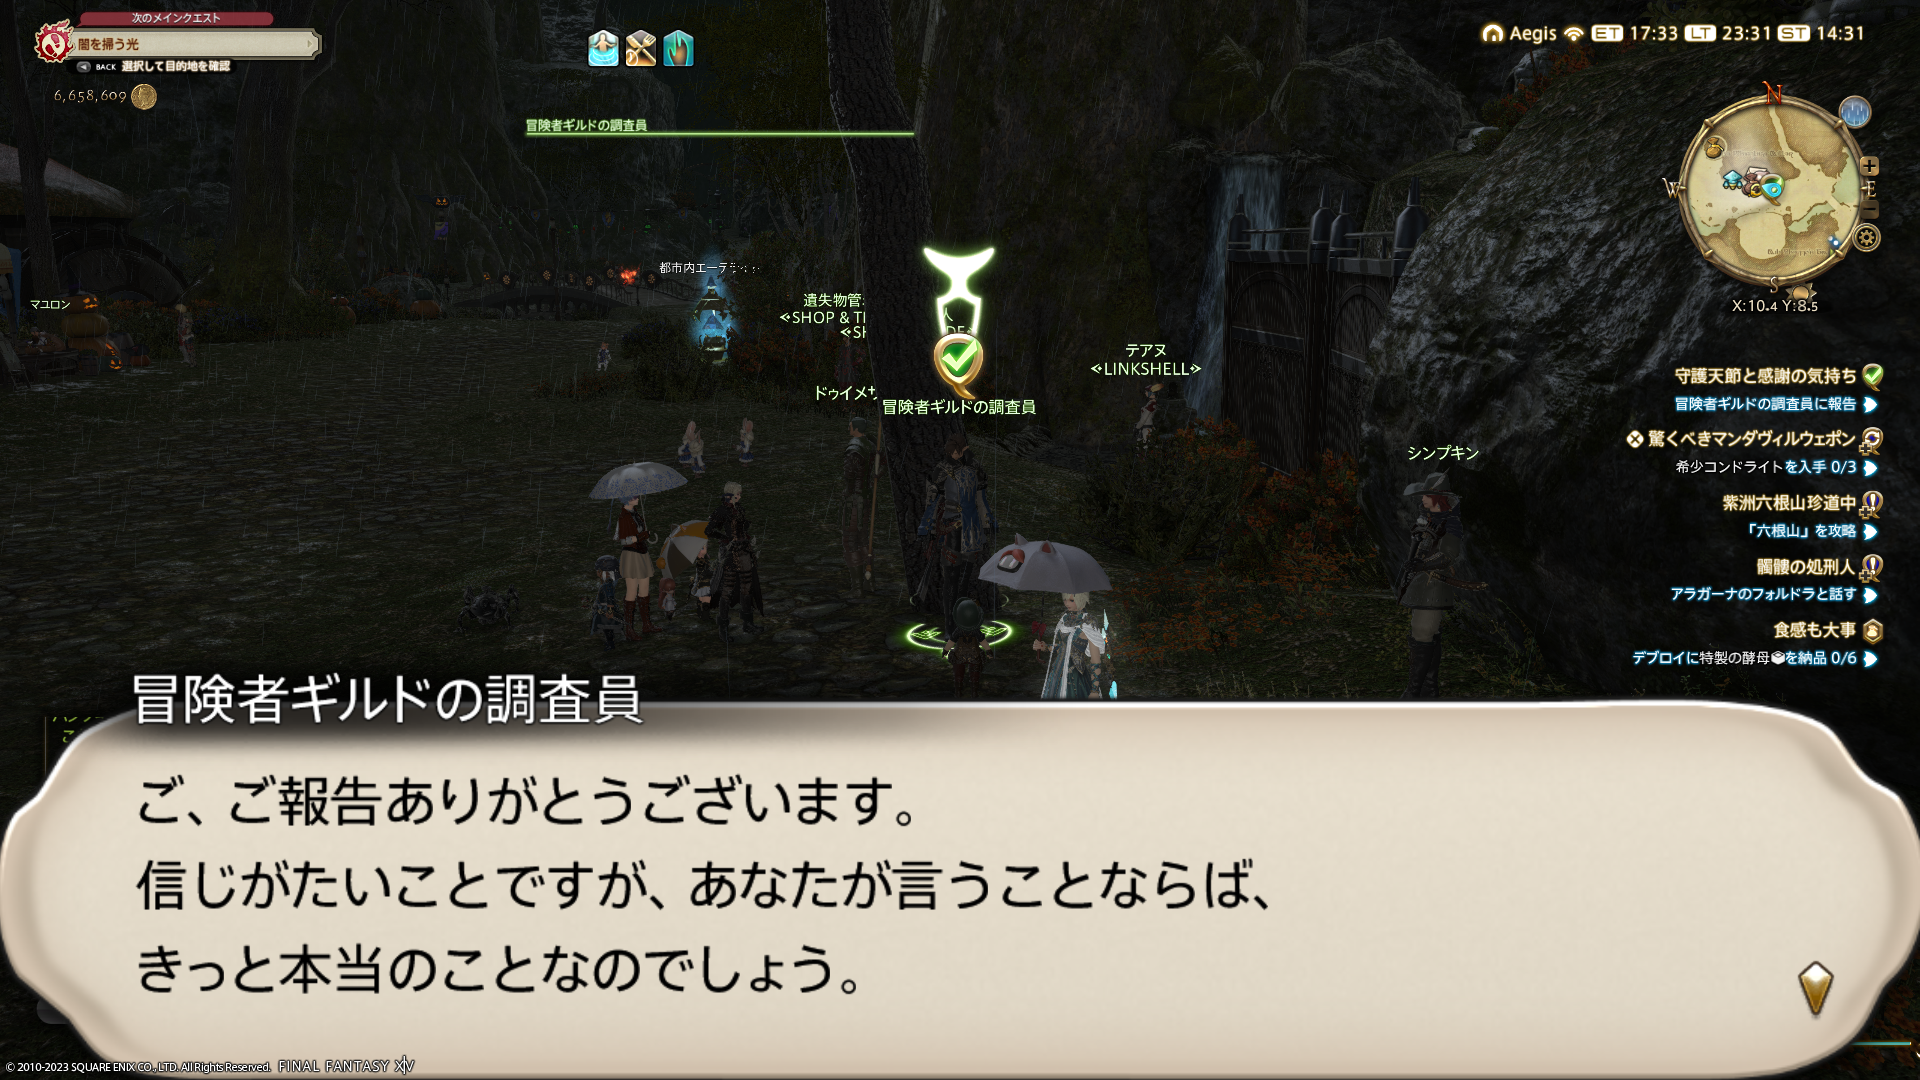 次のメインクエスト
闇を掃う光
BACK 選択して目的地を確認
6,658,609
冒険者ギルドの調査員
Aegis ET 17:33 LT 23:31 ST 14:31
N
W
E
S
X:10.4 Y:8.5
マユロン
都市内エーテ
遺失物管
<SHOP & T
<SH
ドゥイメサ
冒険者ギルドの調査員
テアヌ
<LINKSHELL>
シンプキン
守護天節と感謝の気持ち
冒険者ギルドの調査員に報告
驚くべきマンダヴィルウェポン
希少コンドライトを入手 0/3
紫洲六根山珍道中
「六根山」を攻略
髑髏の処刑人
アラガーナのフォルドラと話す
食感も大事
デブロイに特製の酵母を納品 0/6
冒険者ギルドの調査員
ご、ご報告ありがとうございます。
信じがたいことですが、あなたが言うことならば、
きっと本当のことなのでしょう。
© 2010-2023 SQUARE ENIX CO., LTD. All Rights Reserved. FINAL FANTASY XIV